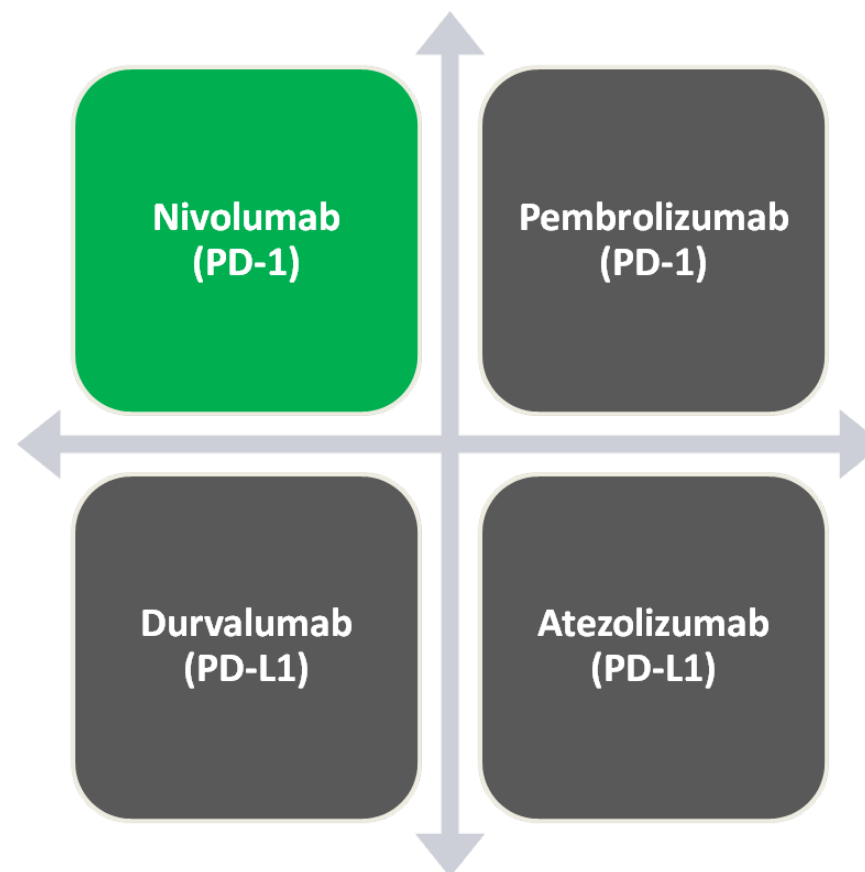 Nivolumab
(PD-1)
Pembrolizumab
(PD-1)
Durvalumab
(PD-L1)
Atezolizumab
(PD-L1)